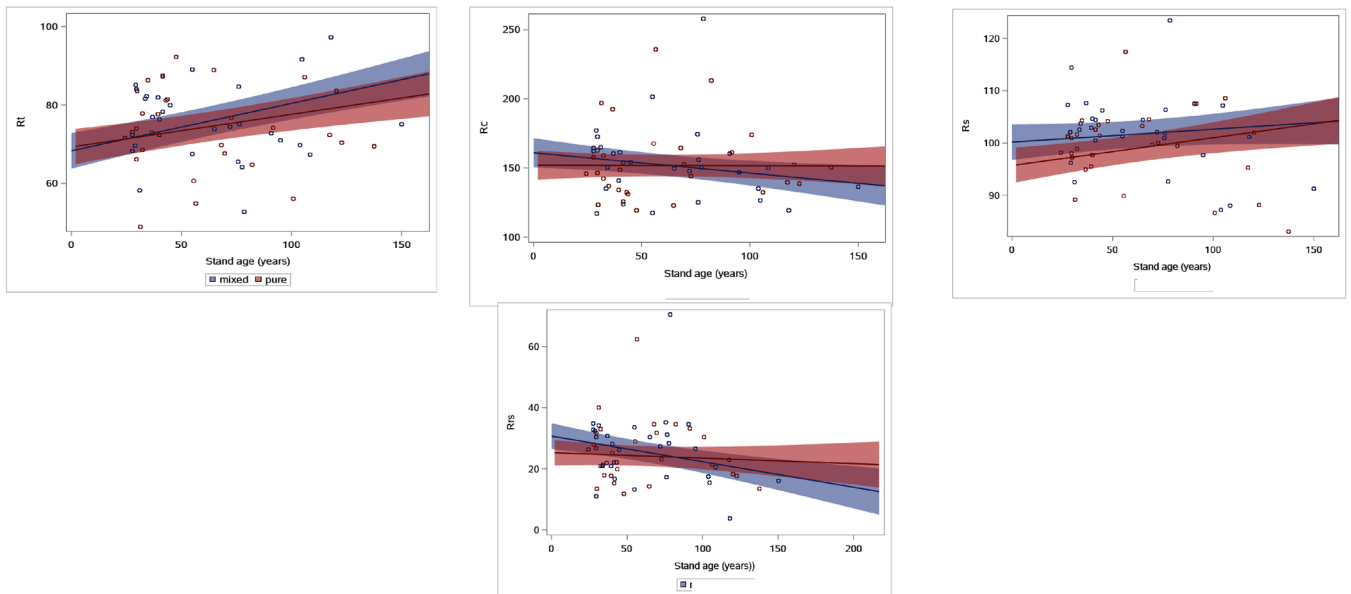 Rt
100
80
60
0 50 100 150
Stand age (years)
mixed pure
Rc
250
200
150
100
0 50 100 150
Stand age (years)
Rs
120
110
100
90
0 50 100 150
Stand age (years)
Rrs
60
40
20
0
0 50 100 150 200
Stand age (years))